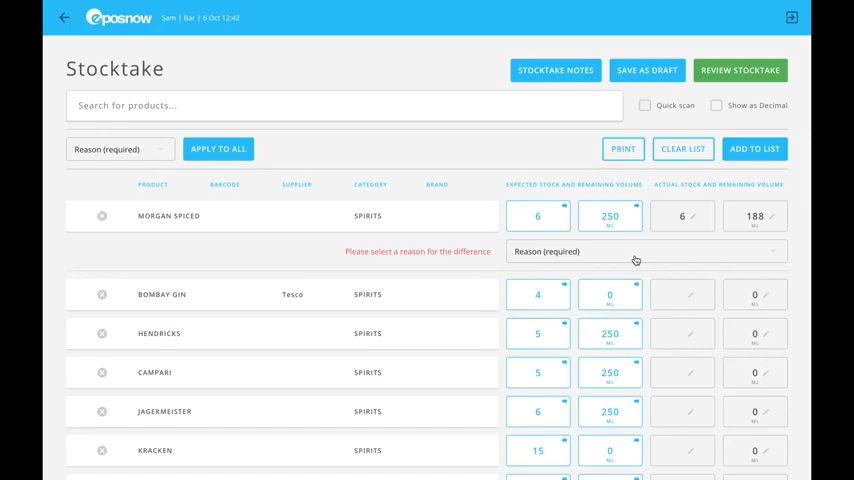 eposnow Sam | Bar | 6 Oct 12:42
Stocktake
STOCKTAKE NOTES SAVE AS DRAFT REVIEW STOCKTAKE
Search for products... Quick scan Show as Decimal
Reason (required) APPLY TO ALL PRINT CLEAR LIST ADD TO LIST
PRODUCT BARCODE SUPPLIER CATEGORY BRAND EXPECTED STOCK AND REMAINING VOLUME ACTUAL STOCK AND REMAINING VOLUME
MORGAN SPICED SPIRITS 6 250 ML 6 188 ML
Please select a reason for the difference Reason (required)
BOMBAY GIN Tesco SPIRITS 4 0 ML 0 ML
HENDRICKS SPIRITS 5 250 ML 0 ML
CAMPARI SPIRITS 5 250 ML 0 ML
JAGERMEISTER SPIRITS 6 250 ML 0 ML
KRACKEN SPIRITS 15 0 ML 0 ML